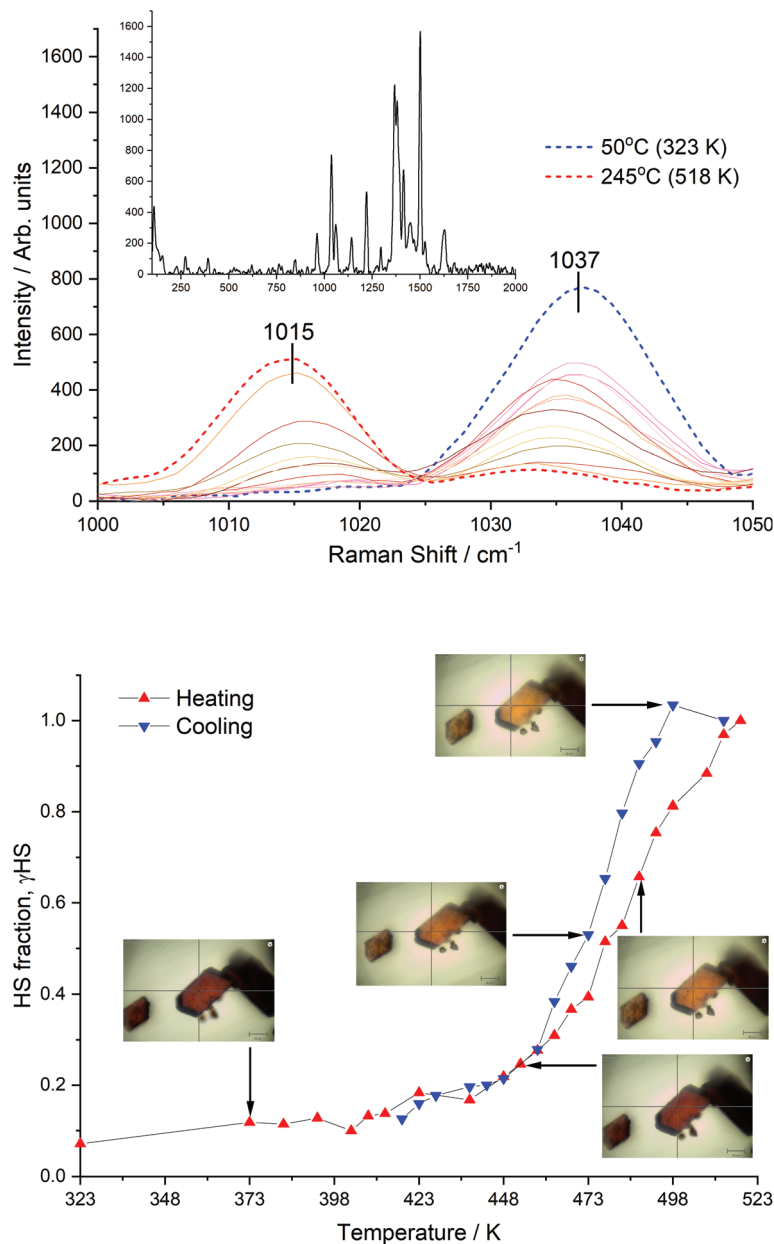 1600
1400
1200
1000
800
600
400
200
0
250 500 750 1000 1250 1500 1750 2000
1600
1400
1200
1000
800
600
400
200
0
Intensity / Arb. units
50°C (323 K)
245°C (518 K)
1015
1037
1000 1010 1020 1030 1040 1050
Raman Shift / cm-1
Heating
Cooling
1.0
0.8
0.6
0.4
0.2
0.0
HS fraction, γHS
323 348 373 398 423 448 473 498 523
Temperature / K